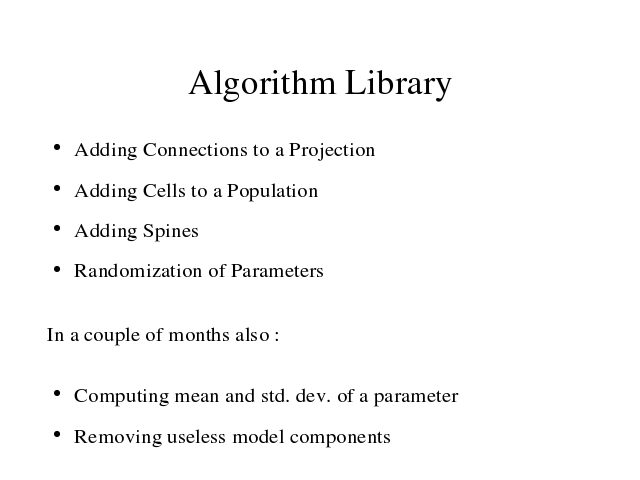 Algorithm Library
• Adding Connections to a Projection
• Adding Cells to a Population
• Adding Spines
• Randomization of Parameters
In a couple of months also :
• Computing mean and std. dev. of a parameter
• Removing useless model components